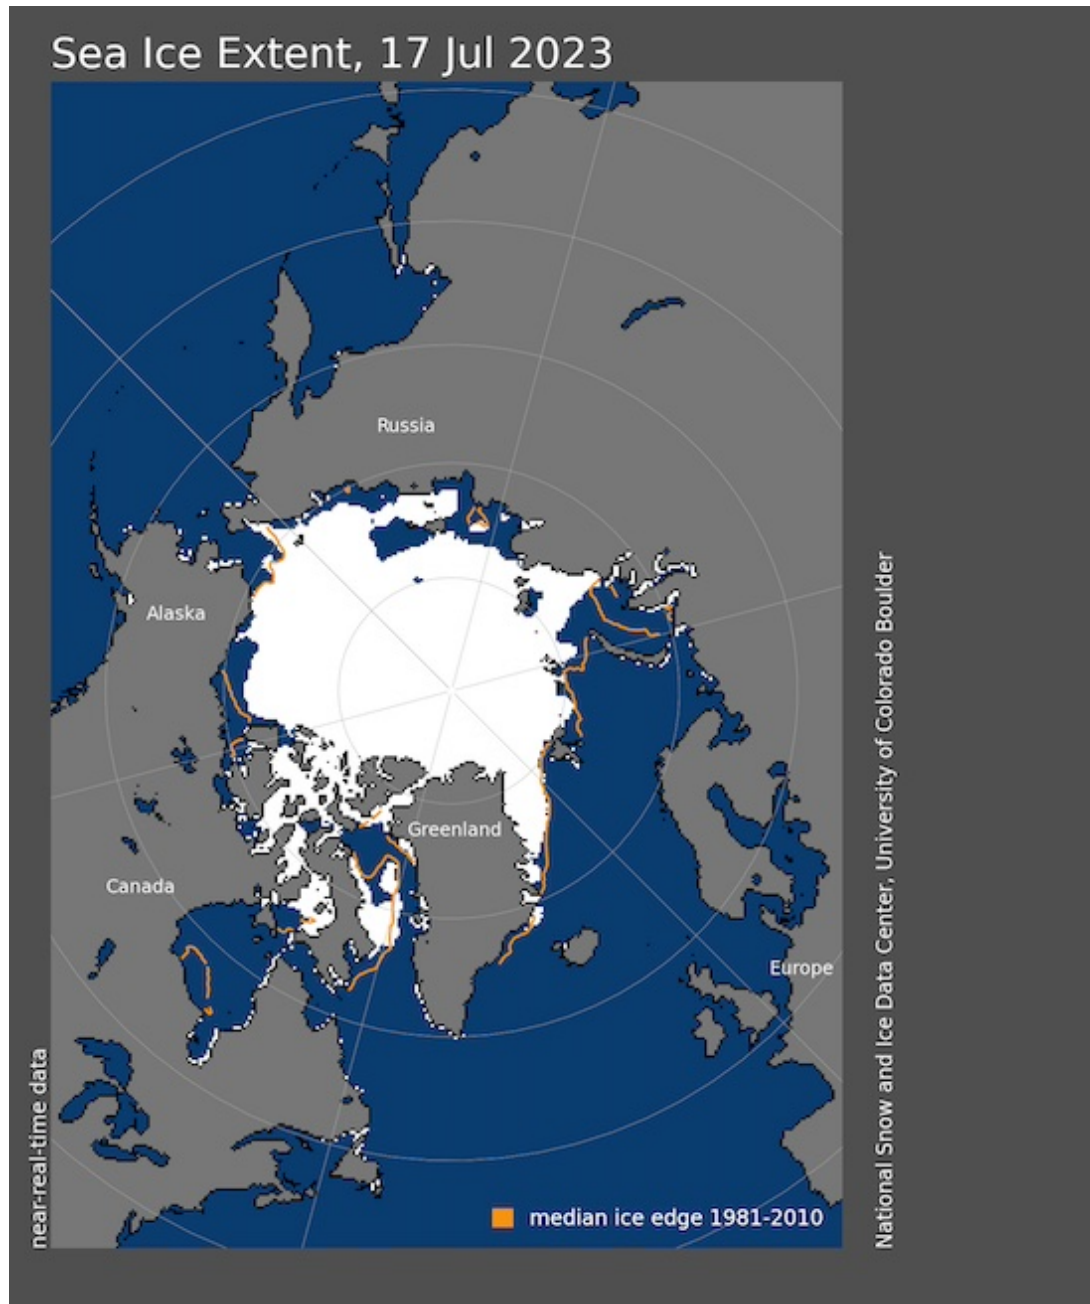 Sea Ice Extent, 17 Jul 2023
Russia
Alaska
Greenland
Canada
Europe
near-real-time data
median ice edge 1981-2010
National Snow and Ice Data Center, University of Colorado Boulder